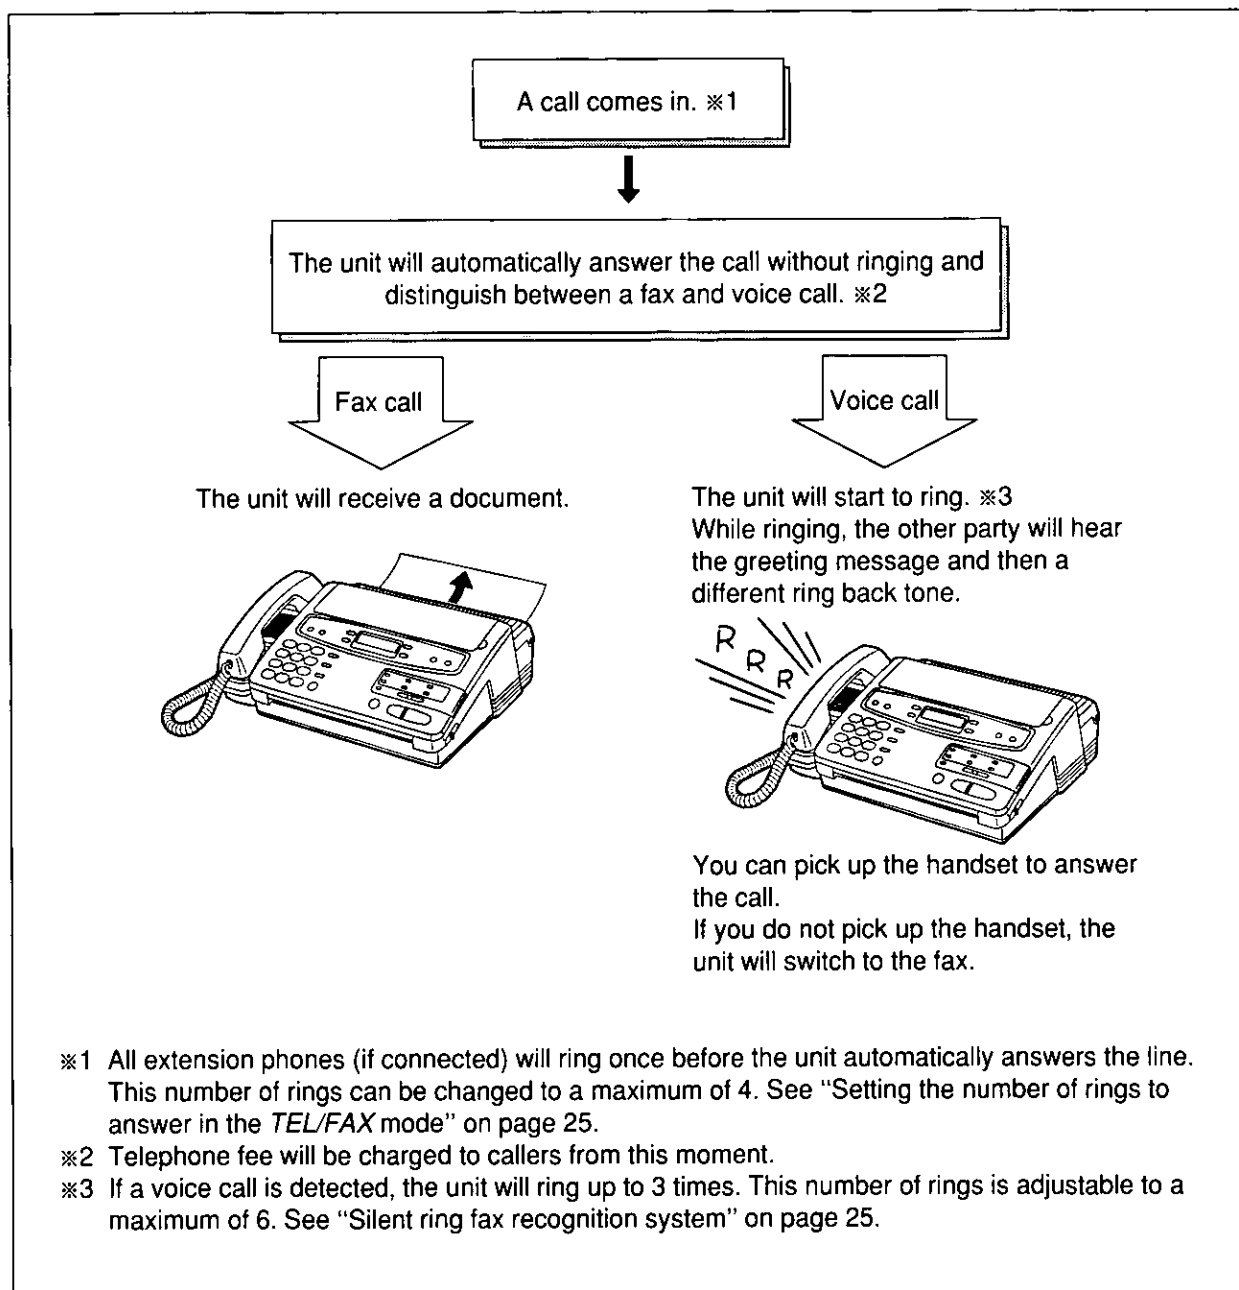 A call comes in. ※1
The unit will automatically answer the call without ringing and
distinguish between a fax and voice call. ※2
Fax call
Voice call
The unit will receive a document.
The unit will start to ring. ※3
While ringing, the other party will hear
the greeting message and then a
different ring back tone.
R
R
R
You can pick up the handset to answer
the call.
If you do not pick up the handset, the
unit will switch to the fax.
※1 All extension phones (if connected) will ring once before the unit automatically answers the line.
This number of rings can be changed to a maximum of 4. See “Setting the number of rings to
answer in the TEL/FAX mode” on page 25.
※2 Telephone fee will be charged to callers from this moment.
※3 If a voice call is detected, the unit will ring up to 3 times. This number of rings is adjustable to a
maximum of 6. See “Silent ring fax recognition system” on page 25.